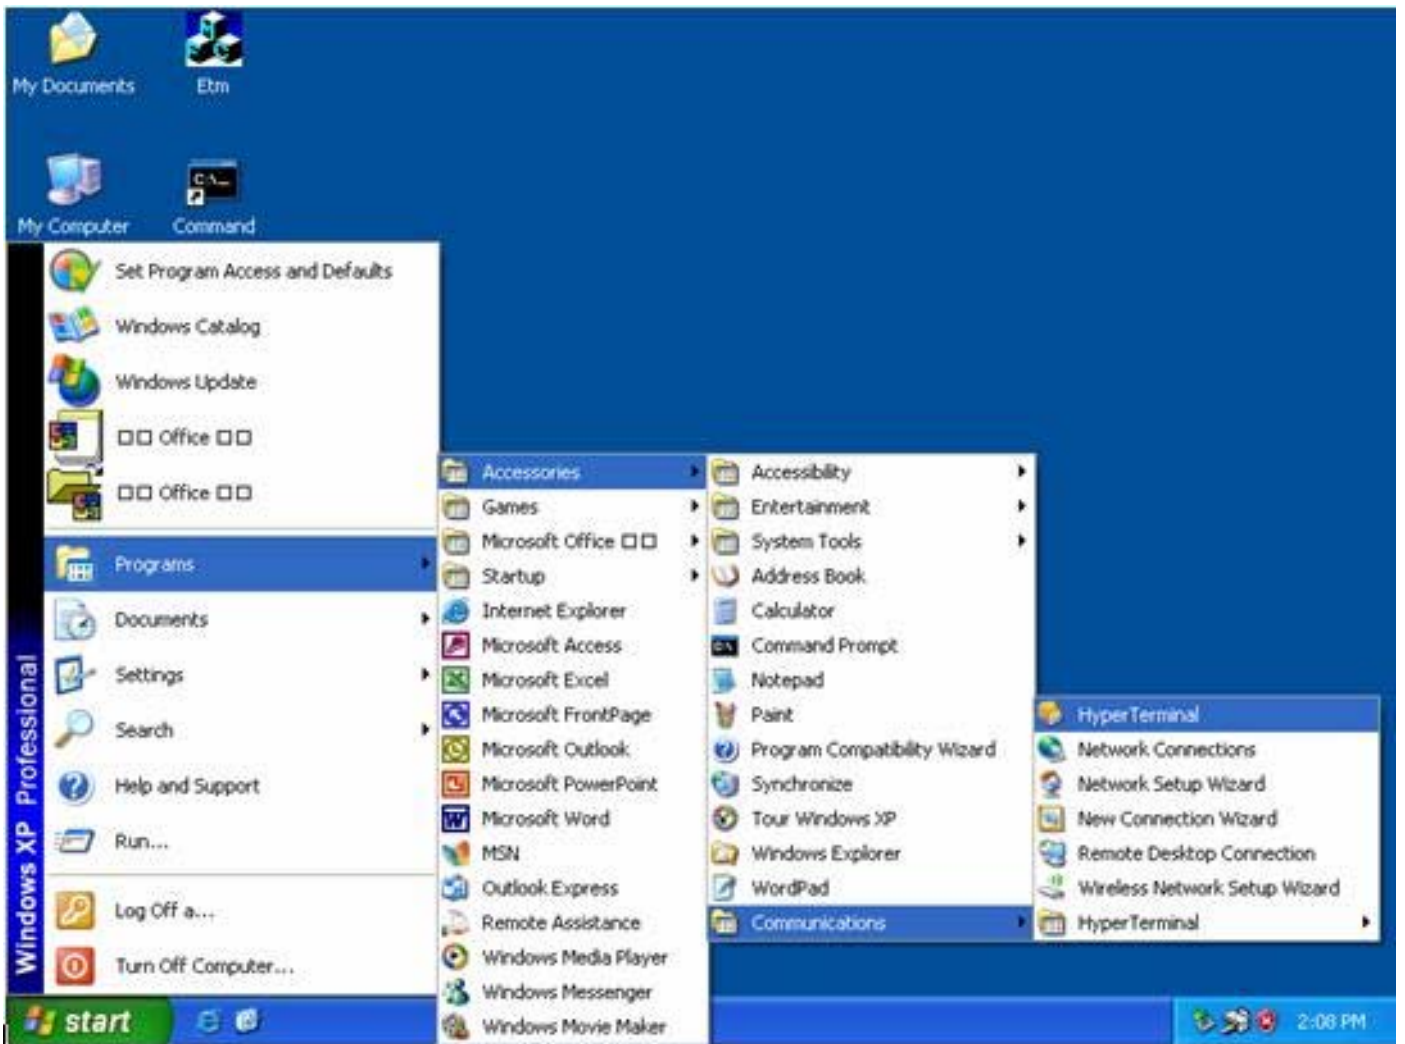 My Documents
Etm
My Computer
Command
Set Program Access and Defaults
Windows Catalog
Windows Update
□□ Office □□
□□ Office □□
Programs
Documents
Settings
Search
Help and Support
Run...
Log Off a...
Turn Off Computer...
Windows XP Professional
Accessories
Games
Microsoft Office □□
Startup
Internet Explorer
Microsoft Access
Microsoft Excel
Microsoft FrontPage
Microsoft Outlook
Microsoft PowerPoint
Microsoft Word
MSN
Outlook Express
Remote Assistance
Windows Media Player
Windows Messenger
Windows Movie Maker
Accessibility
Entertainment
System Tools
Address Book
Calculator
Command Prompt
Notepad
Paint
Program Compatibility Wizard
Synchronize
Tour Windows XP
Windows Explorer
WordPad
Communications
HyperTerminal
Network Connections
Network Setup Wizard
New Connection Wizard
Remote Desktop Connection
Wireless Network Setup Wizard
HyperTerminal
start
2:08 PM